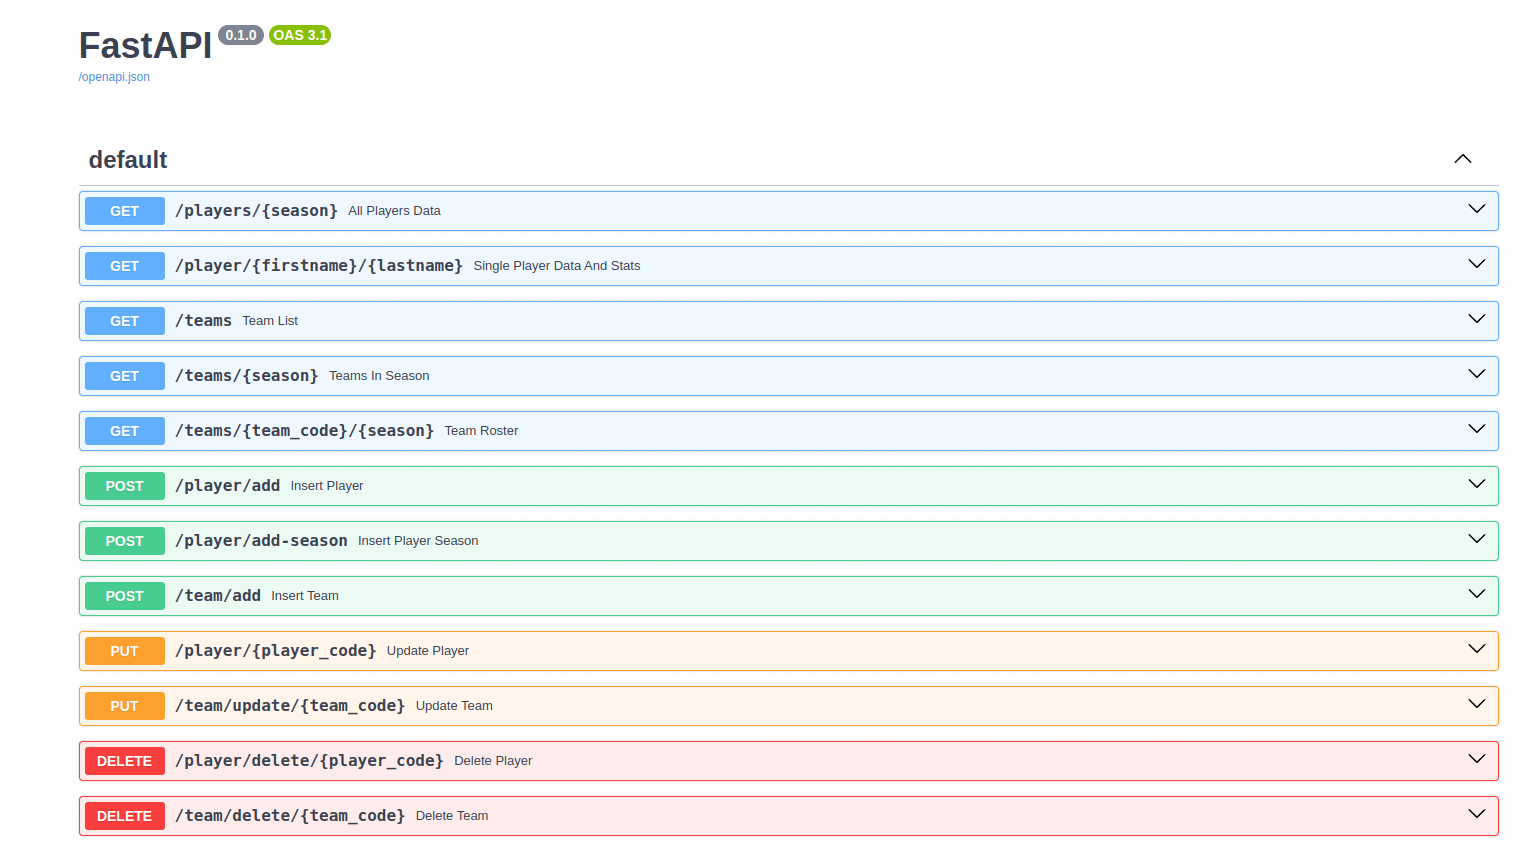 FastAPI 0.1.0 OAS 3.1
/openapi.json
default
GET /players/{season} All Players Data
GET /player/{firstname}/{lastname} Single Player Data And Stats
GET /teams Team List
GET /teams/{season} Teams In Season
GET /teams/{team_code}/{season} Team Roster
POST /player/add Insert Player
POST /player/add-season Insert Player Season
POST /team/add Insert Team
PUT /player/{player_code} Update Player
PUT /team/update/{team_code} Update Team
DELETE /player/delete/{player_code} Delete Player
DELETE /team/delete/{team_code} Delete Team